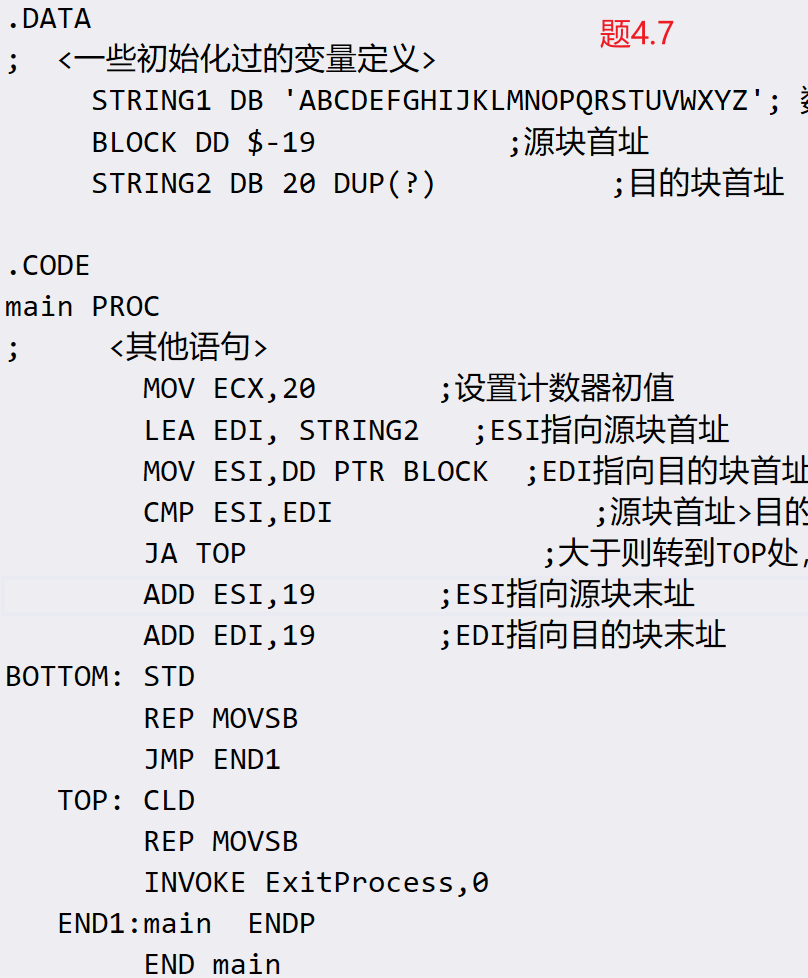 .DATA
题4.7
;  <一些初始化过的变量定义>
STRING1 DB 'ABCDEFGHIJKLMNOPQRSTUVWXYZ';
BLOCK DD $-19 ;源块首址
STRING2 DB 20 DUP(?) ;目的块首址
.CODE
main PROC
; <其他语句>
MOV ECX,20 ;设置计数器初值
LEA EDI, STRING2 ;ESI指向源块首址
MOV ESI,DD PTR BLOCK ;EDI指向目的块首址
CMP ESI,EDI ;源块首址>目的
JA TOP ;大于则转到TOP处,
ADD ESI,19 ;ESI指向源块末址
ADD EDI,19 ;EDI指向目的块末址
BOTTOM: STD
REP MOVSB
JMP END1
TOP: CLD
REP MOVSB
INVOKE ExitProcess,0
END1:main ENDP
END main